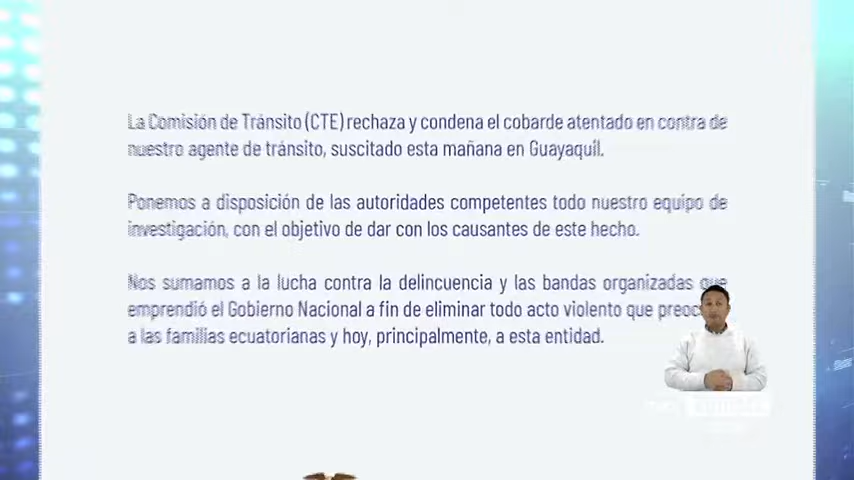 La Comisión de Tránsito (CTE) rechaza y condena el cobarde atentado en contra de
nuestro agente de tránsito, suscitado esta mañana en Guayaquil.
Ponemos a disposición de las autoridades competentes todo nuestro equipo de
investigación, con el objetivo de dar con los causantes de este hecho.
Nos sumamos a la lucha contra la delincuencia y las bandas organizadas que
emprendió el Gobierno Nacional a fin de eliminar todo acto violento que
a las familias ecuatorianas y hoy, principalmente, a esta entidad.